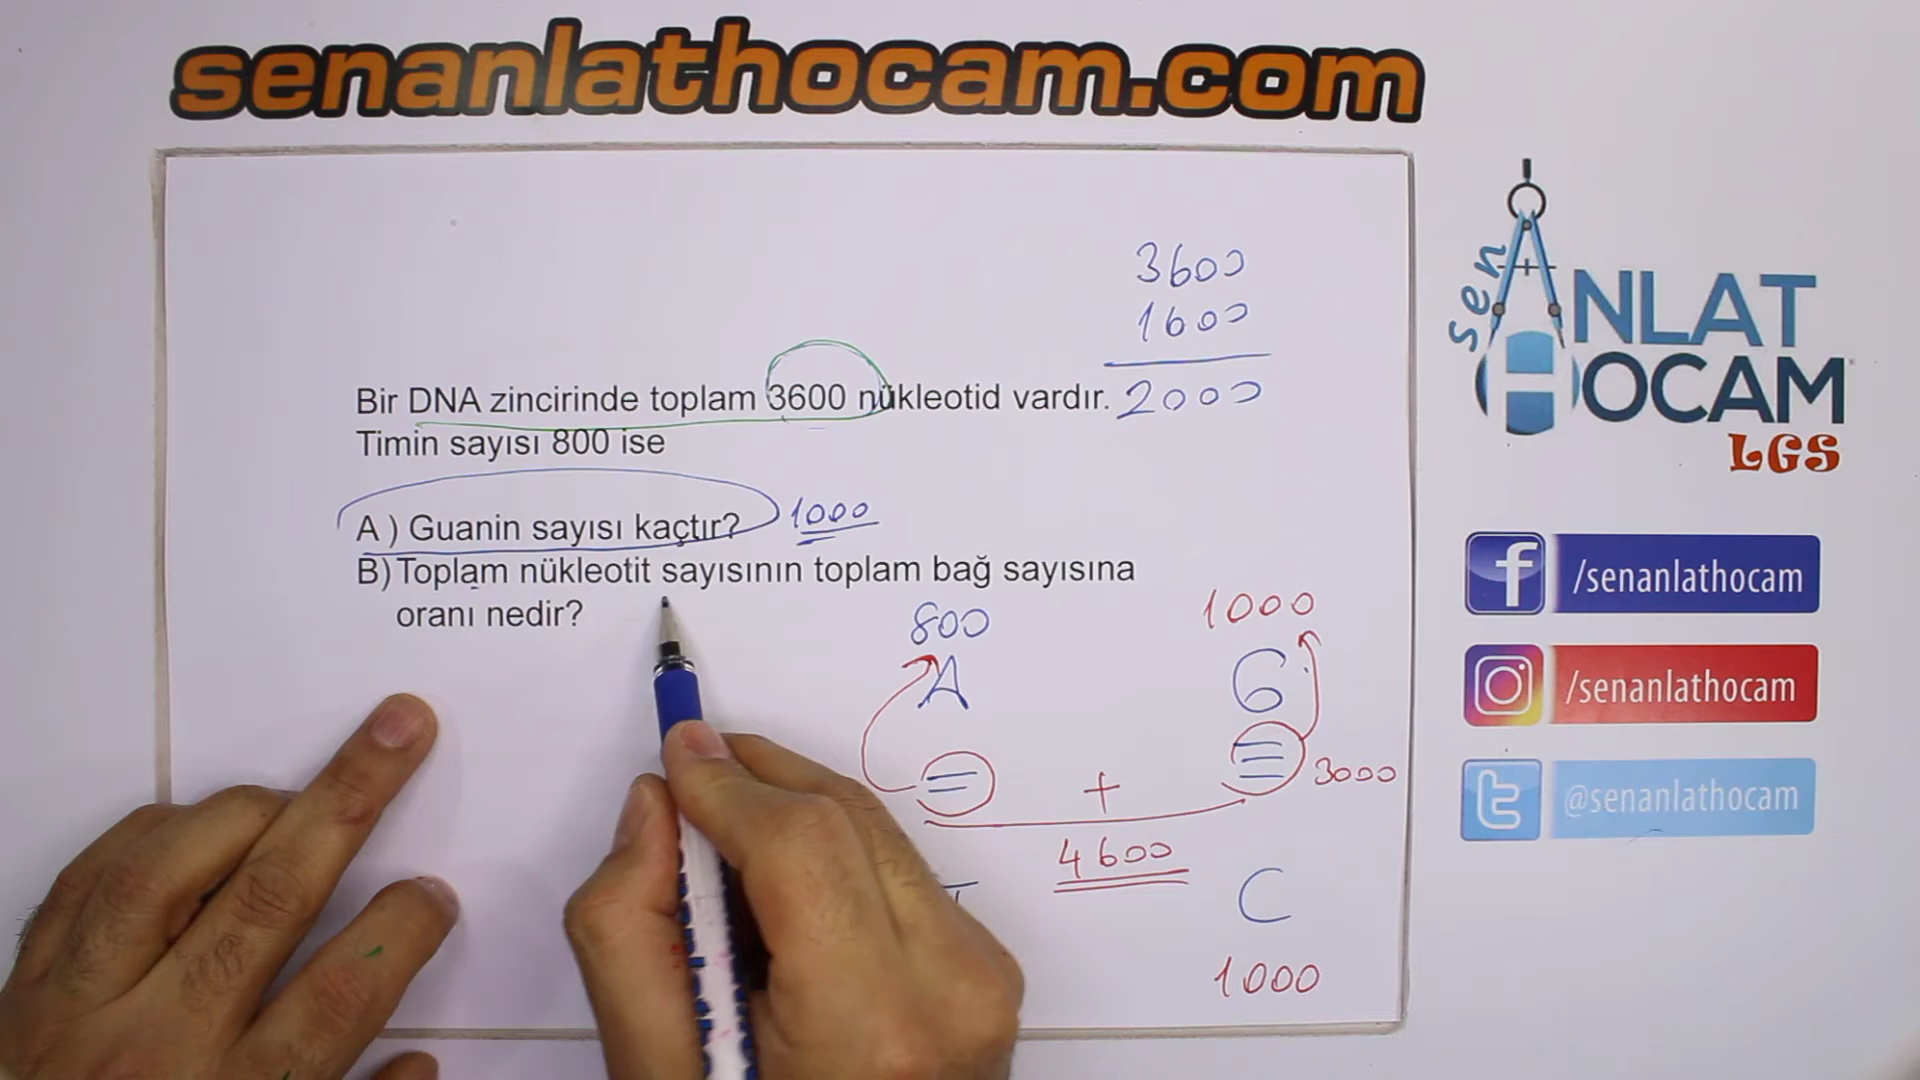 senanlathocam.com
3600
1600
2000
Bir DNA zincirinde toplam 3600 nükleotid vardır.
Timin sayısı 800 ise
A ) Guanin sayısı kaçtır? 1000
B) Toplam nükleotit sayısının toplam bağ sayısına
oranı nedir?
800
1000
A
G
+
3000
4600
C
1000
sen
ANLAT
HOCAM
LGS
f /senanlathocam
/senanlathocam
t @senanlathocam